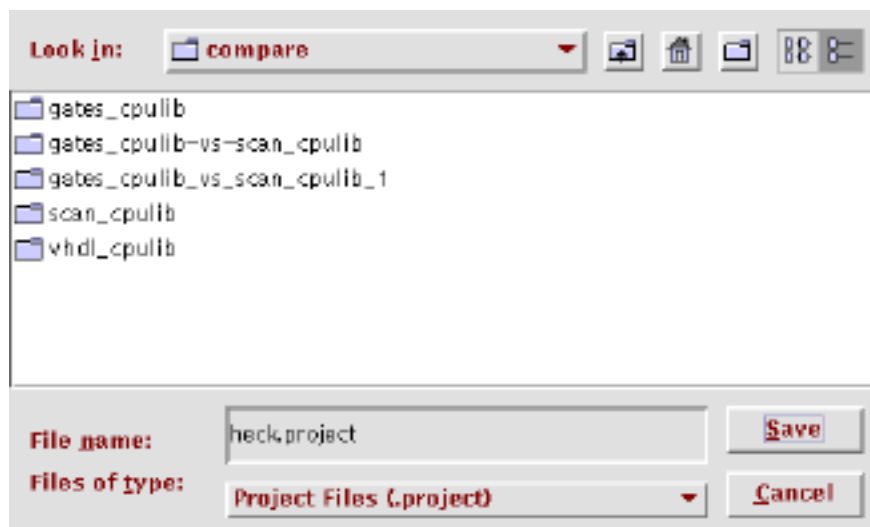 Look in: compare
gates_cpulib
gates_cpulib-vs-scan_cpulib
gates_cpulib_vs_scan_cpulib_1
scan_cpulib
vhdl_cpulib
File name: heck.project Save
Files of type: Project Files (.project) Cancel